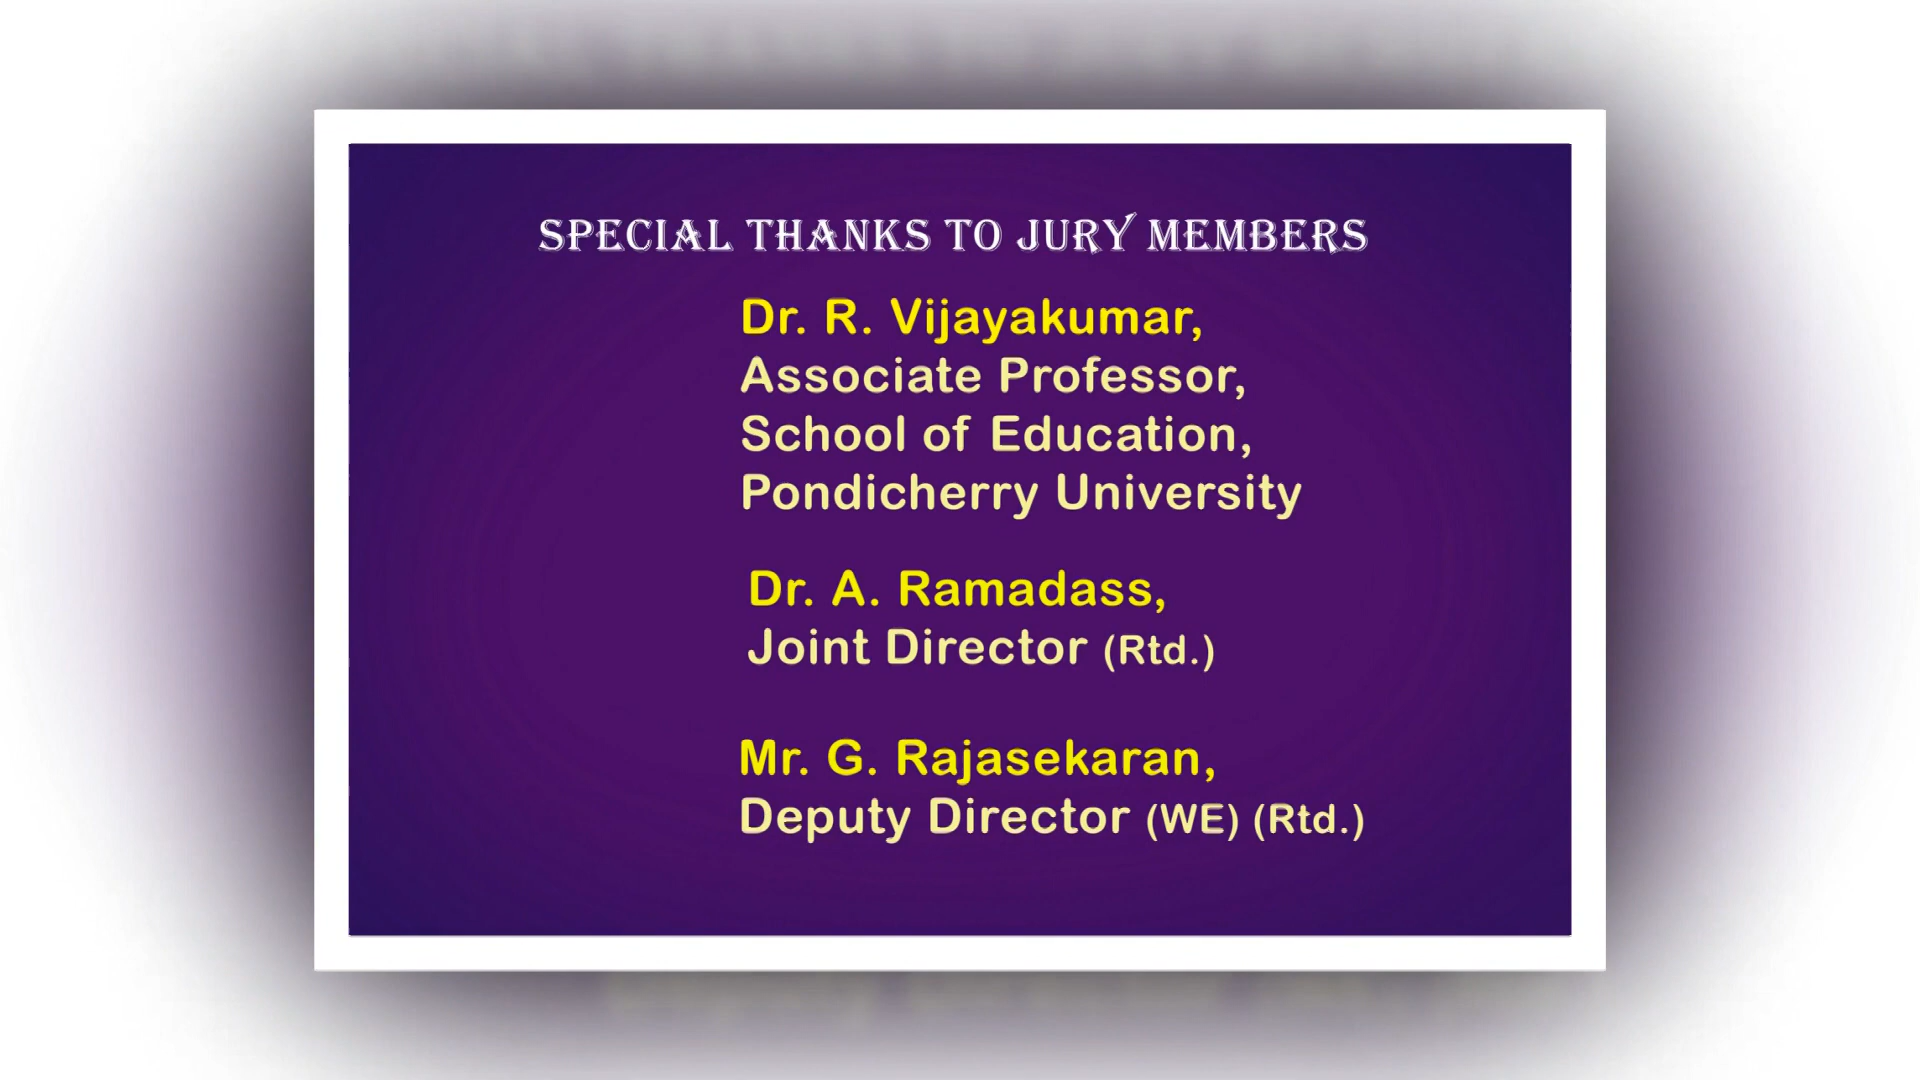 SPECIAL THANKS TO JURY MEMBERS
Dr. R. Vijayakumar,
Associate Professor,
School of Education,
Pondicherry University
Dr. A. Ramadass,
Joint Director (Rtd.)
Mr. G. Rajasekaran,
Deputy Director (WE) (Rtd.)